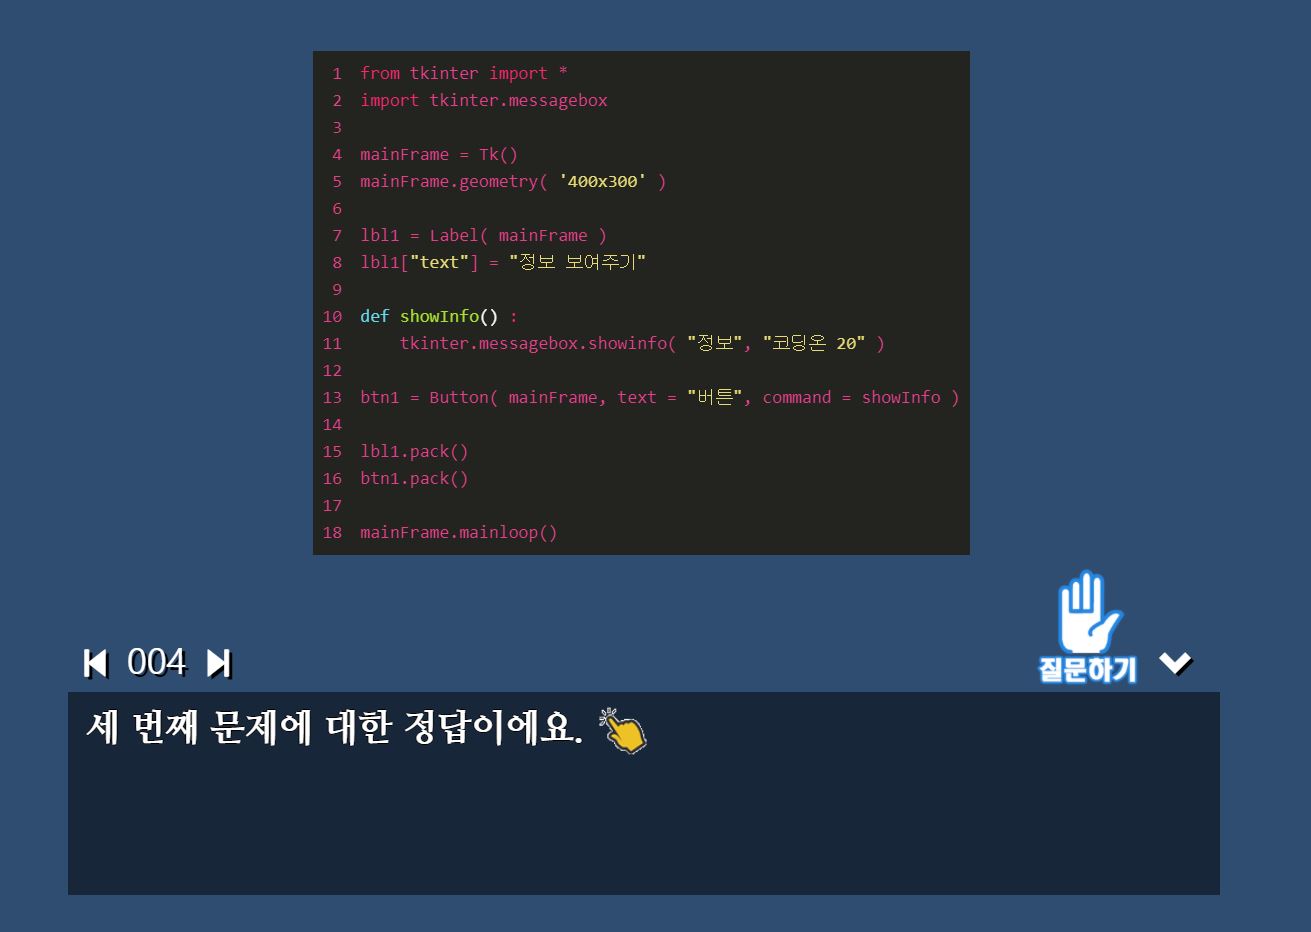 1 from tkinter import *
2 import tkinter.messagebox
3
4 mainFrame = Tk()
5 mainFrame.geometry( '400x300' )
6
7 lbl1 = Label( mainFrame )
8 lbl1["text"] = "정보 보여주기"
9
10 def showInfo() :
11     tkinter.messagebox.showinfo( "정보", "코딩온 20" )
12
13 btn1 = Button( mainFrame, text = "버튼", command = showInfo )
14
15 lbl1.pack()
16 btn1.pack()
17
18 mainFrame.mainloop()
질문하기
004
세 번째 문제에 대한 정답이에요.